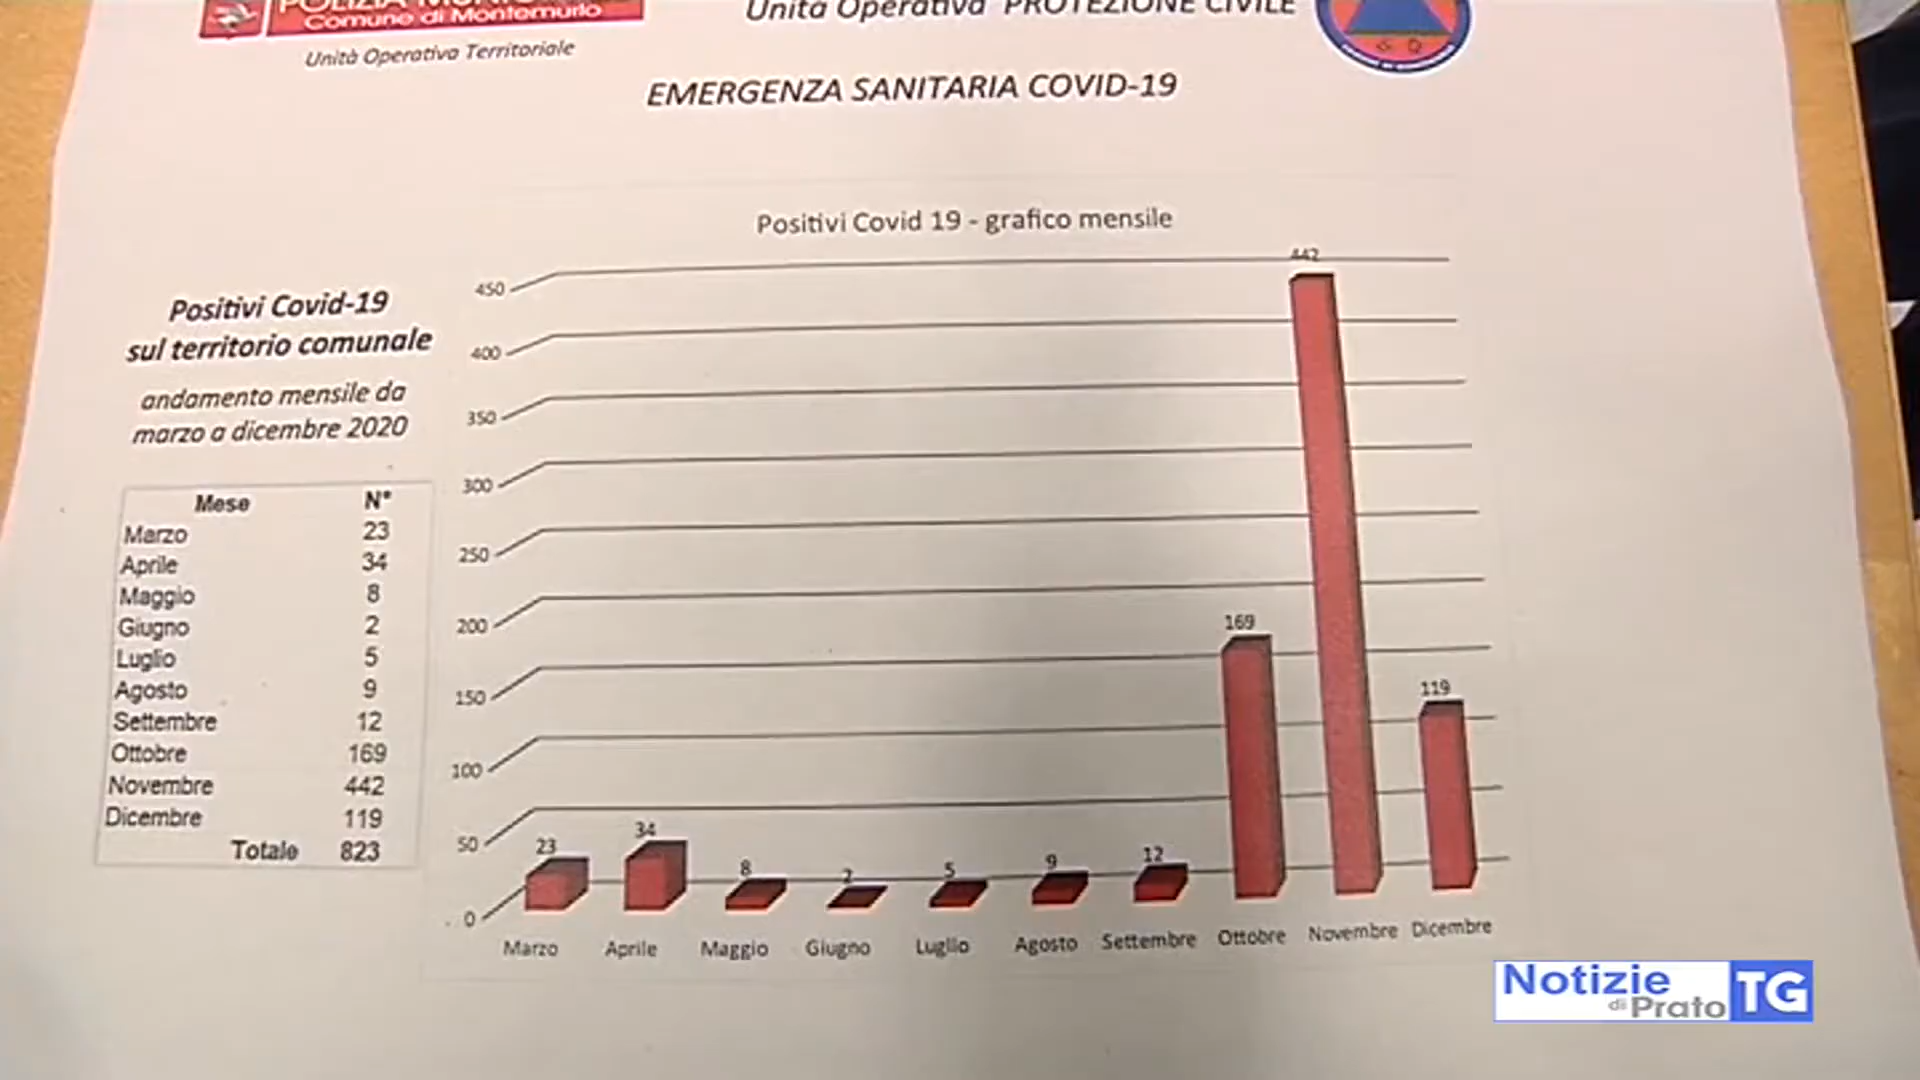 POLIZIA MUNICIPALE
Comune di Montemurlo
Unità Operativa Territoriale
Unità Operativa PROTEZIONE CIVILE
EMERGENZA SANITARIA COVID-19
Positivi Covid-19
sul territorio comunale
andamento mensile da
marzo a dicembre 2020
Mese N°
Marzo 23
Aprile 34
Maggio 8
Giugno 2
Luglio 5
Agosto 9
Settembre 12
Ottobre 169
Novembre 442
Dicembre 119
Totale 823
Positivi Covid 19 - grafico mensile
450
400
350
300
250
200
150
100
50
0
23 34 8 2 5 9 12 169 442 119
Marzo Aprile Maggio Giugno Luglio Agosto Settembre Ottobre Novembre Dicembre
Notizie
di Prato
TG